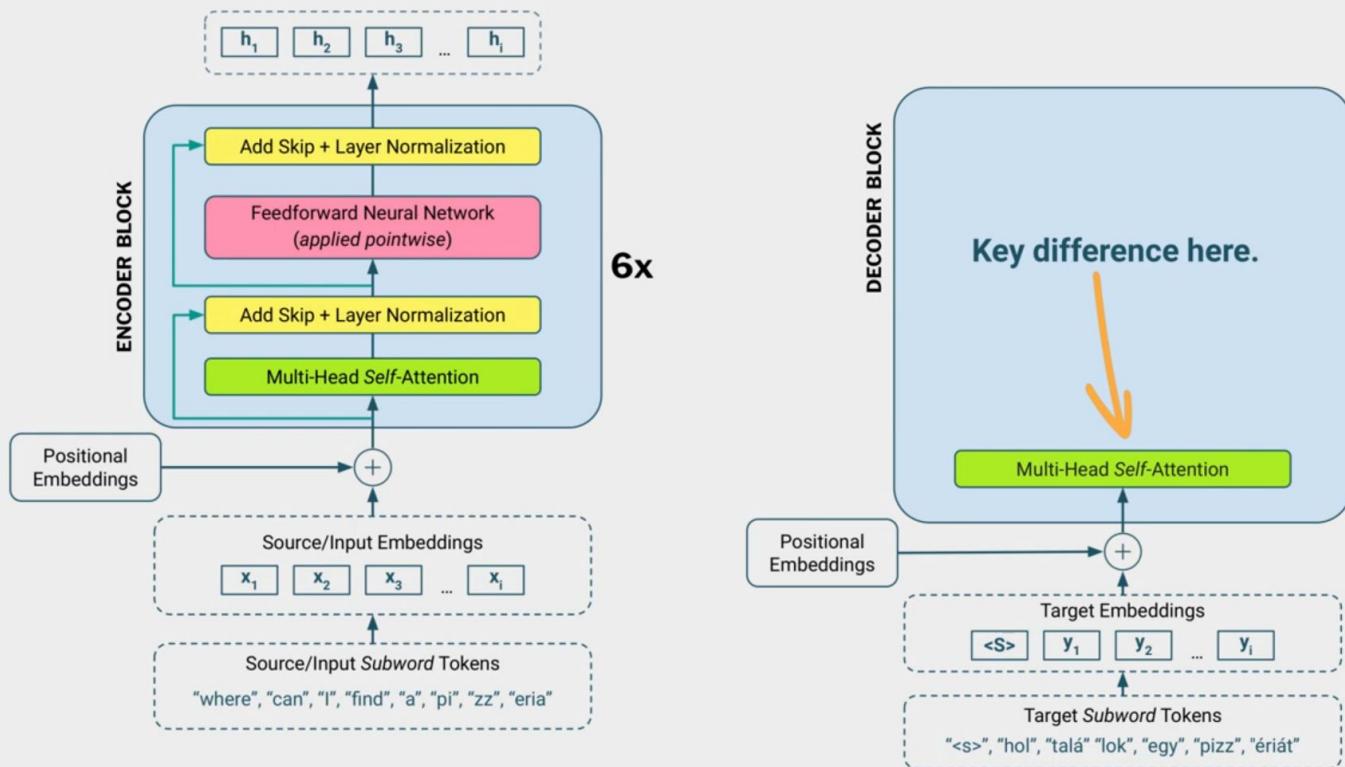 h1 h2 h3 ... hi
ENCODER BLOCK
Add Skip + Layer Normalization
Feedforward Neural Network
(applied pointwise)
6x
Add Skip + Layer Normalization
Multi-Head Self-Attention
Positional
Embeddings
+
Source/Input Embeddings
x1 x2 x3 ... xi
Source/Input Subword Tokens
“where”, “can”, “I”, “find”, “a”, “pi”, “zz”, “eria”
DECODER BLOCK
Key difference here.
Multi-Head Self-Attention
Positional
Embeddings
+
Target Embeddings
<S> y1 y2 ... yi
Target Subword Tokens
“<s>”, “hol”, “talá” “lok”, “egy”, “pizz”, "ériát”